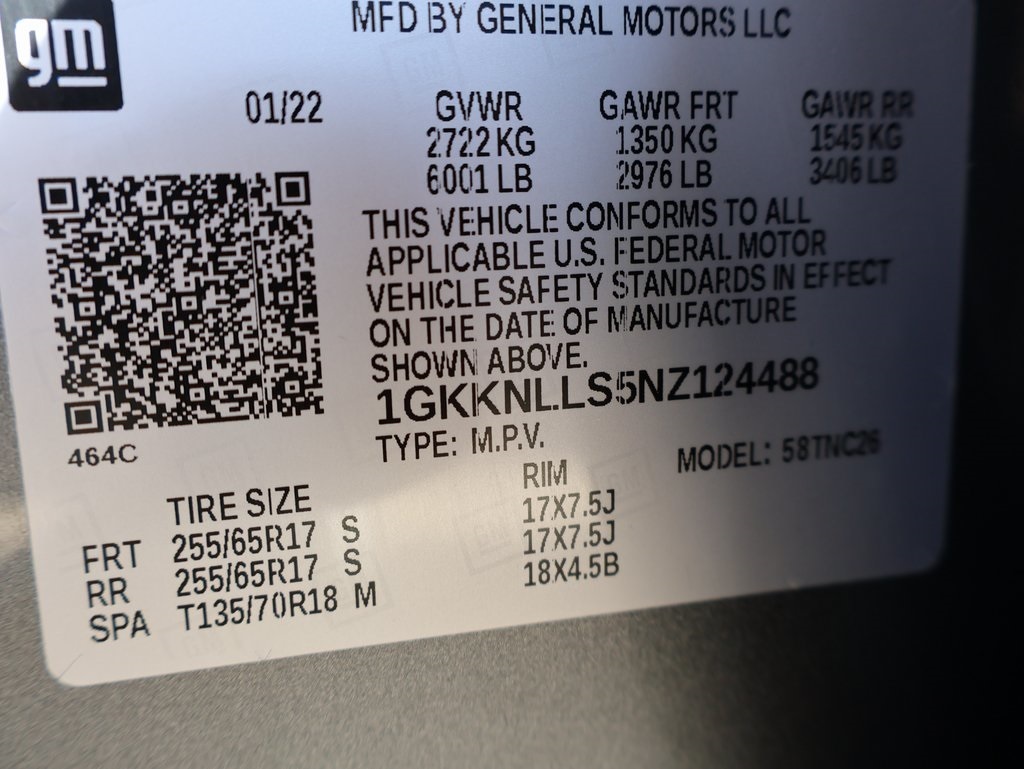 gm
MFD BY GENERAL MOTORS LLC
01/22 GVWR GAWR FRT GAWR RR
2722 KG 1350 KG 1545 KG
6001 LB 2976 LB 3406 LB
THIS VEHICLE CONFORMS TO ALL
APPLICABLE U.S. FEDERAL MOTOR
VEHICLE SAFETY STANDARDS IN EFFECT
ON THE DATE OF MANUFACTURE
SHOWN ABOVE.
1GKKNLLS5NZ124488
464C
TYPE: M.P.V. MODEL: 58TNC26
TIRE SIZE RIM
FRT 255/65R17 S 17X7.5J
RR 255/65R17 S 17X7.5J
SPA T135/70R18 M 18X4.5B